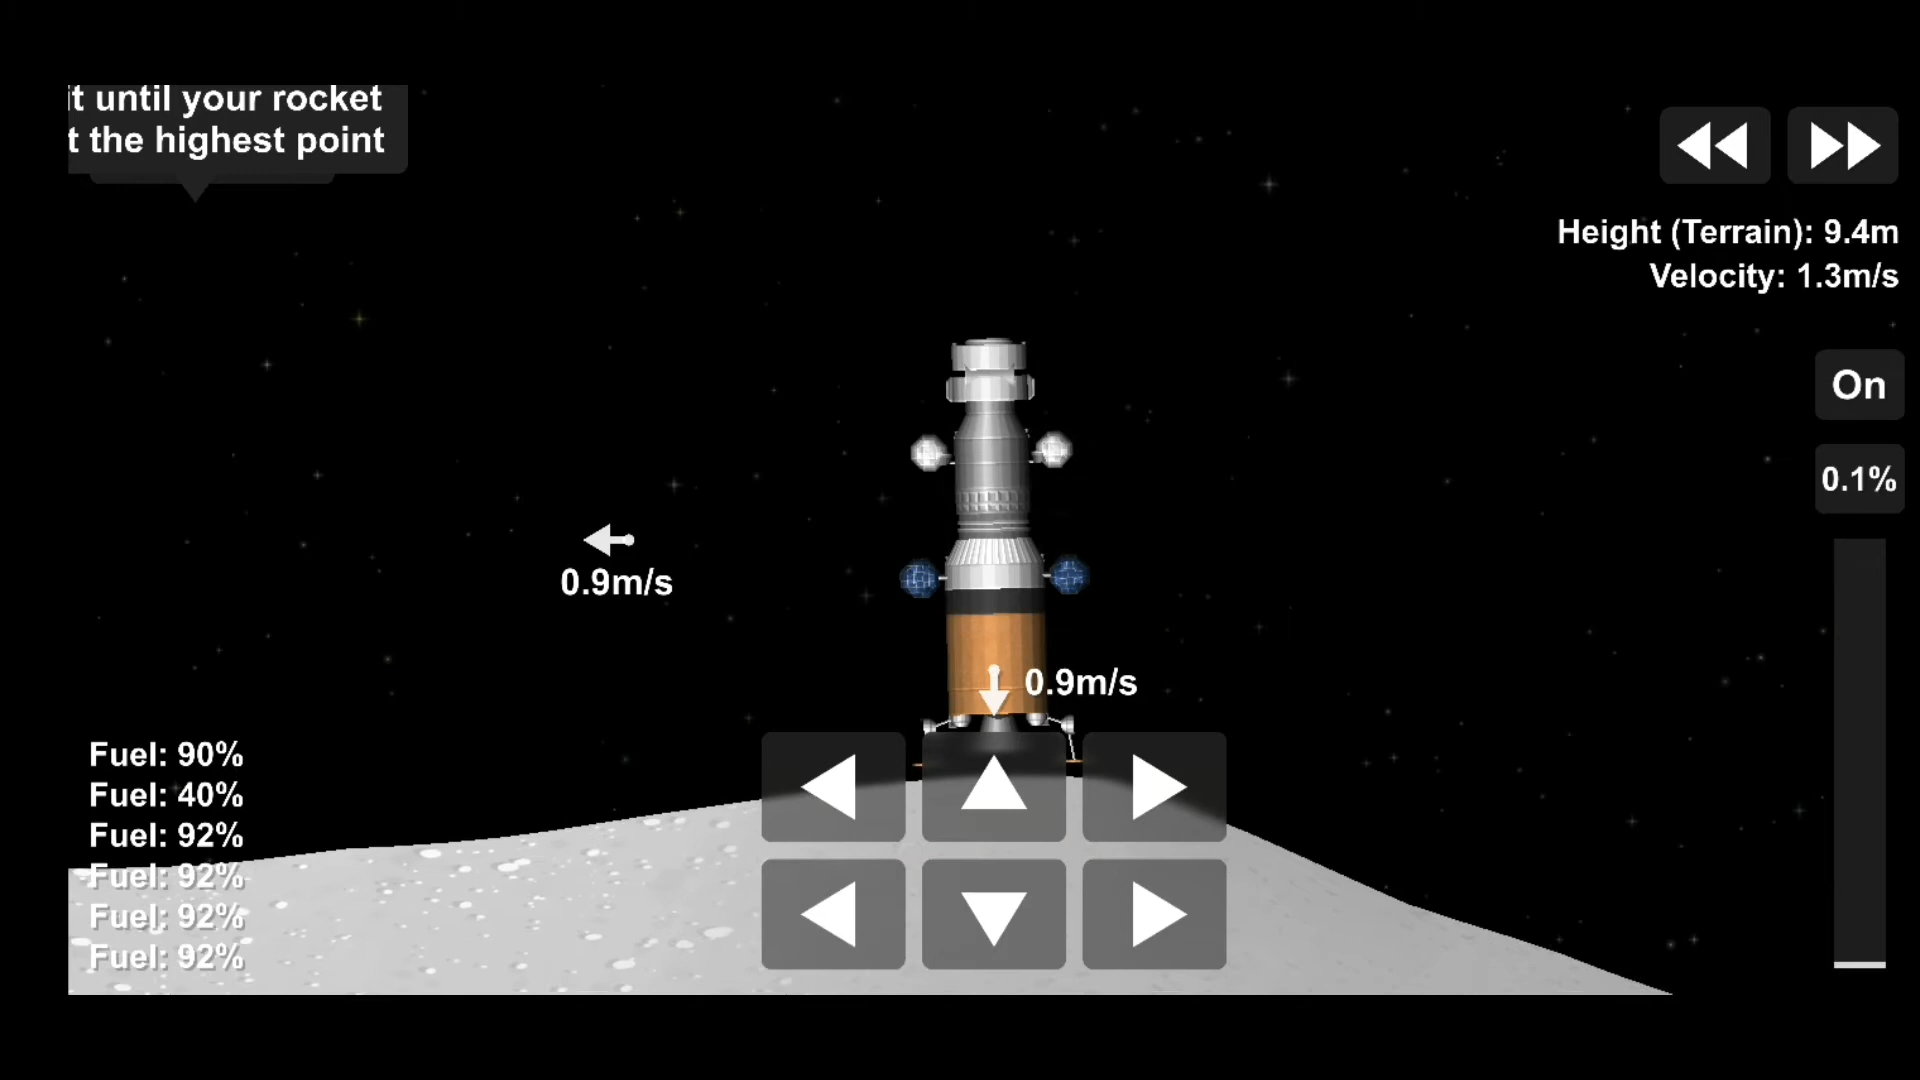 it until your rocket
t the highest point
Height (Terrain): 9.4m
Velocity: 1.3m/s
On
0.1%
0.9m/s
0.9m/s
Fuel: 90%
Fuel: 40%
Fuel: 92%
Fuel: 92%
Fuel: 92%
Fuel: 92%